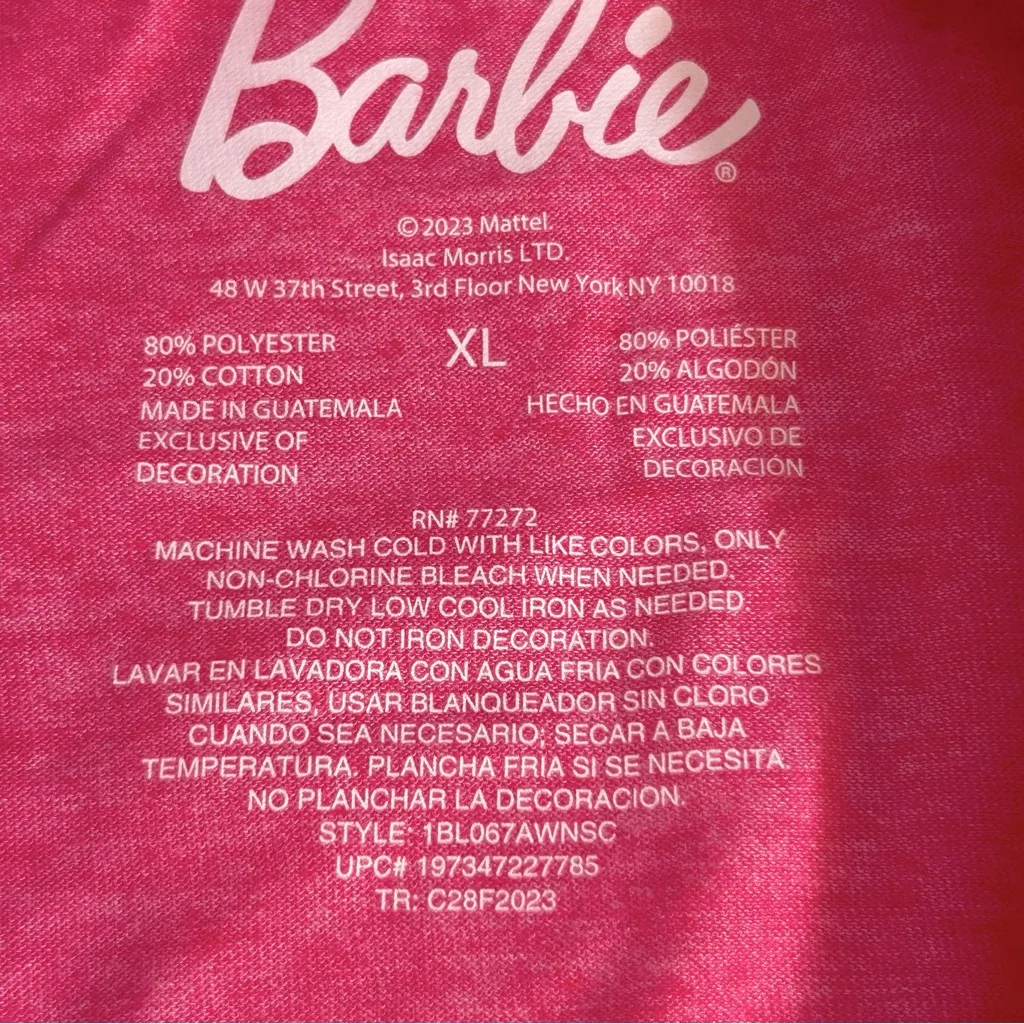 Barbie®
©2023 Mattel.
Isaac Morris LTD.
48 W 37th Street, 3rd Floor New York NY 10018
XL
80% POLYESTER
20% COTTON
MADE IN GUATEMALA
EXCLUSIVE OF
DECORATION
80% POLIÉSTER
20% ALGODÓN
HECHO EN GUATEMALA
EXCLUSIVO DE
DECORACIÓN
RN# 77272
MACHINE WASH COLD WITH LIKE COLORS, ONLY
NON-CHLORINE BLEACH WHEN NEEDED.
TUMBLE DRY LOW COOL IRON AS NEEDED.
DO NOT IRON DECORATION.
LAVAR EN LAVADORA CON AGUA FRIA CON COLORES
SIMILARES, USAR BLANQUEADOR SIN CLORO
CUANDO SEA NECESARIO; SECAR A BAJA
TEMPERATURA. PLANCHA FRIA SI SE NECESITA.
NO PLANCHAR LA DECORACION.
STYLE: 1BL067AWNSC
UPC# 197347227785
TR: C28F2023